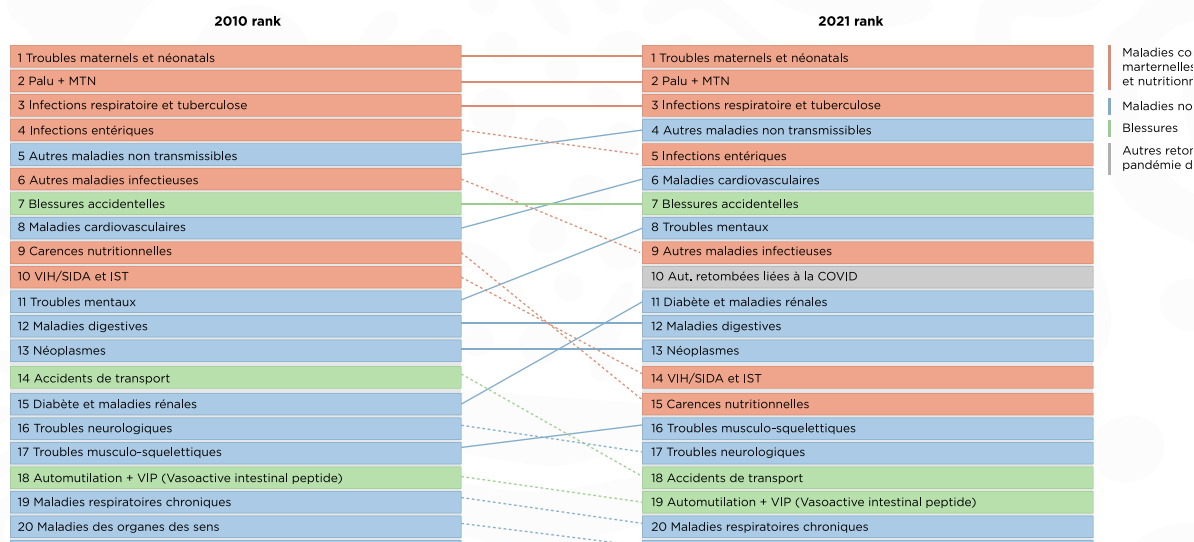 2010 rank
1 Troubles maternels et néonatals
2 Palu + MTN
3 Infections respiratoire et tuberculose
4 Infections entériques
5 Autres maladies non transmissibles
6 Autres maladies infectieuses
7 Blessures accidentelles
8 Maladies cardiovasculaires
9 Carences nutritionnelles
10 VIH/SIDA et IST
11 Troubles mentaux
12 Maladies digestives
13 Néoplasmes
14 Accidents de transport
15 Diabète et maladies rénales
16 Troubles neurologiques
17 Troubles musculo-squelettiques
18 Automutilation + VIP (Vasoactive intestinal peptide)
19 Maladies respiratoires chroniques
20 Maladies des organes des sens
2021 rank
1 Troubles maternels et néonatals
2 Palu + MTN
3 Infections respiratoire et tuberculose
4 Autres maladies non transmissibles
5 Infections entériques
6 Maladies cardiovasculaires
7 Blessures accidentelles
8 Troubles mentaux
9 Autres maladies infectieuses
10 Aut. retombées liées à la COVID
11 Diabète et maladies rénales
12 Maladies digestives
13 Néoplasmes
14 VIH/SIDA et IST
15 Carences nutritionnelles
16 Troubles musculo-squelettiques
17 Troubles neurologiques
18 Accidents de transport
19 Automutilation + VIP (Vasoactive intestinal peptide)
20 Maladies respiratoires chroniques
Maladies co
marternelles
et nutritionn
Maladies no
Blessures
Autres retor
pandémie d